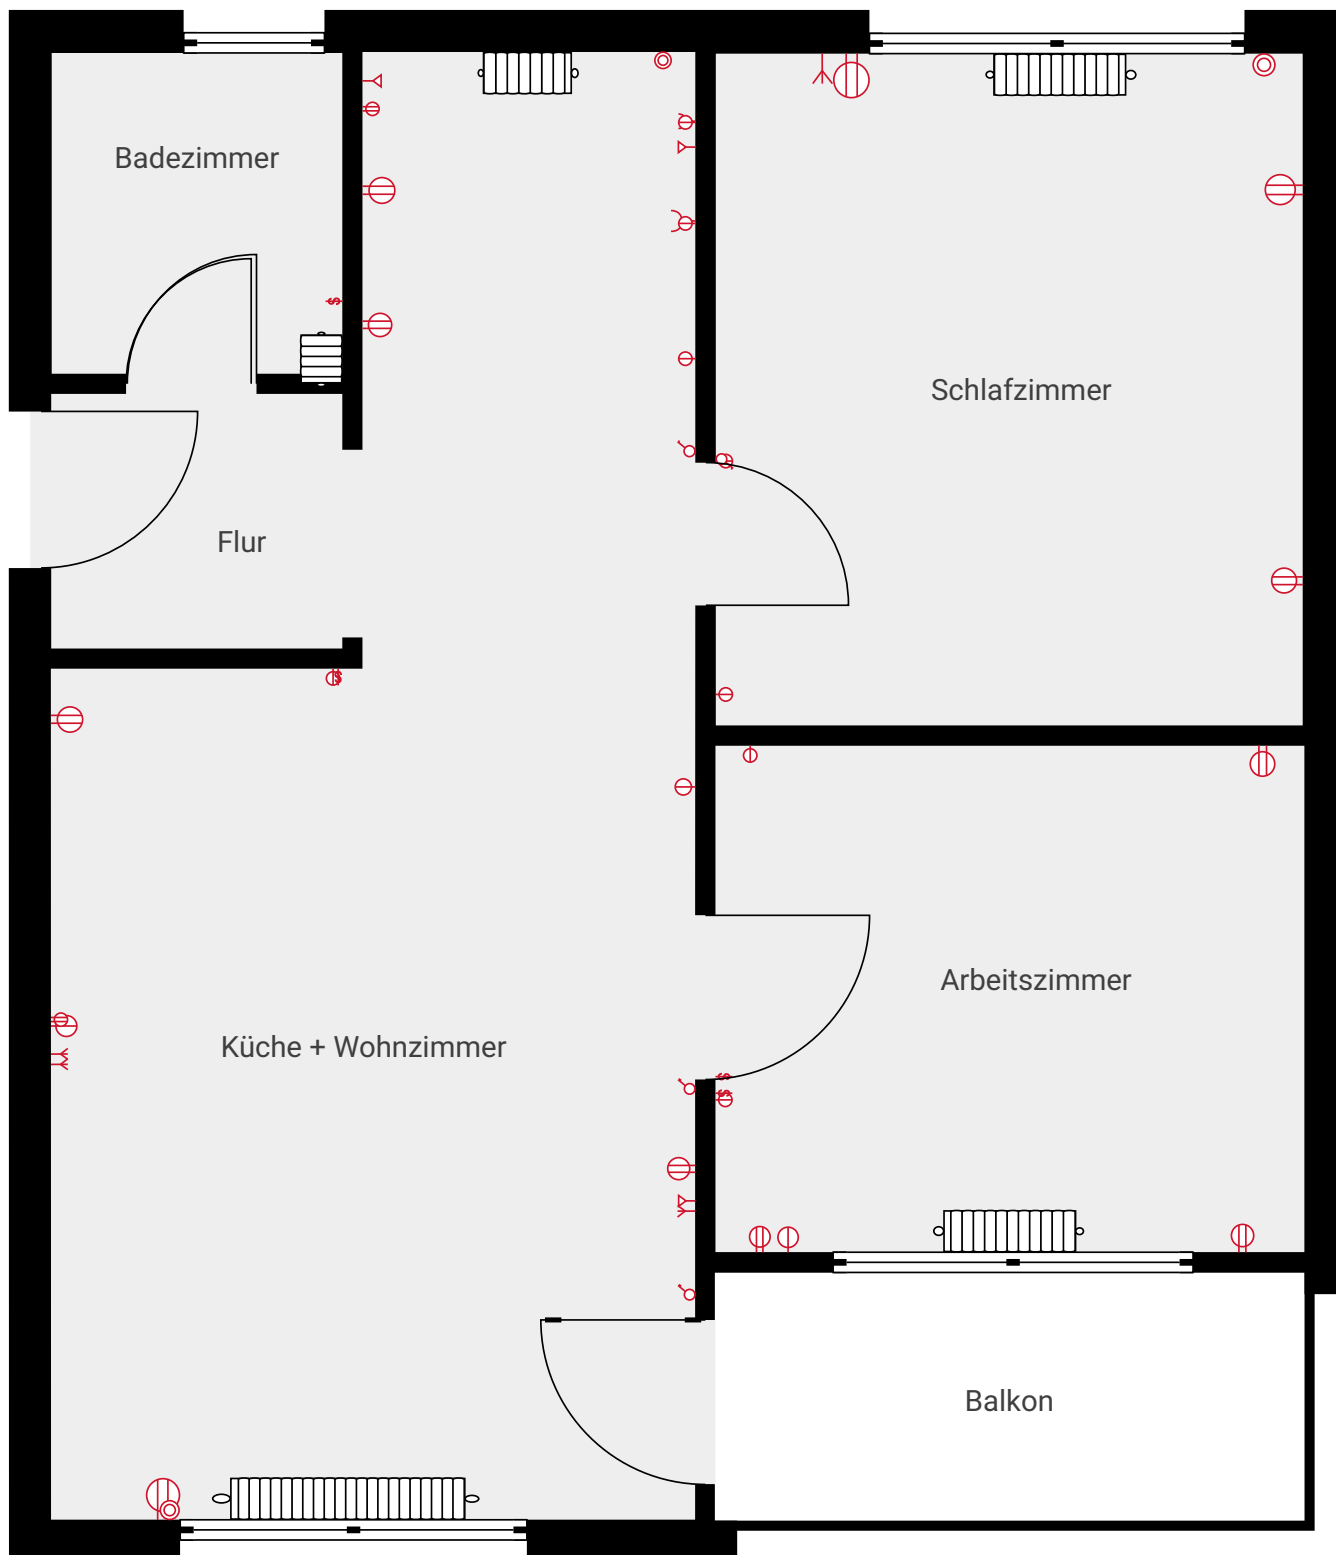 Badezimmer
Schlafzimmer
Flur
Arbeitszimmer
Küche + Wohnzimmer
Balkon